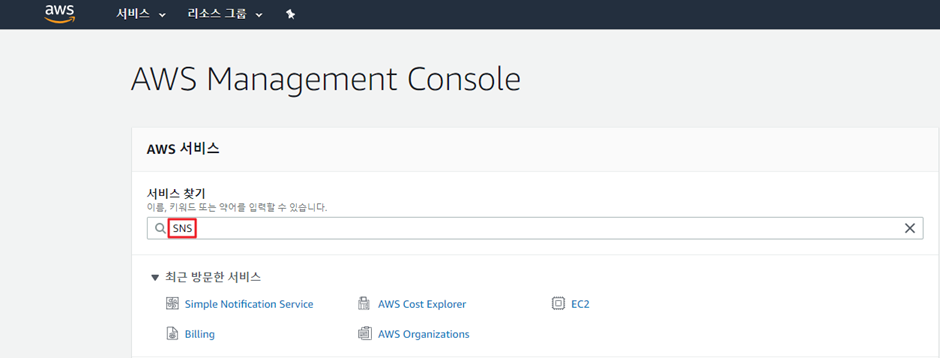 aws 서비스 리소스 그룹
AWS Management Console
AWS 서비스
서비스 찾기
이름, 키워드 또는 약어를 입력할 수 있습니다.
SNS
최근 방문한 서비스
Simple Notification Service AWS Cost Explorer EC2
Billing AWS Organizations